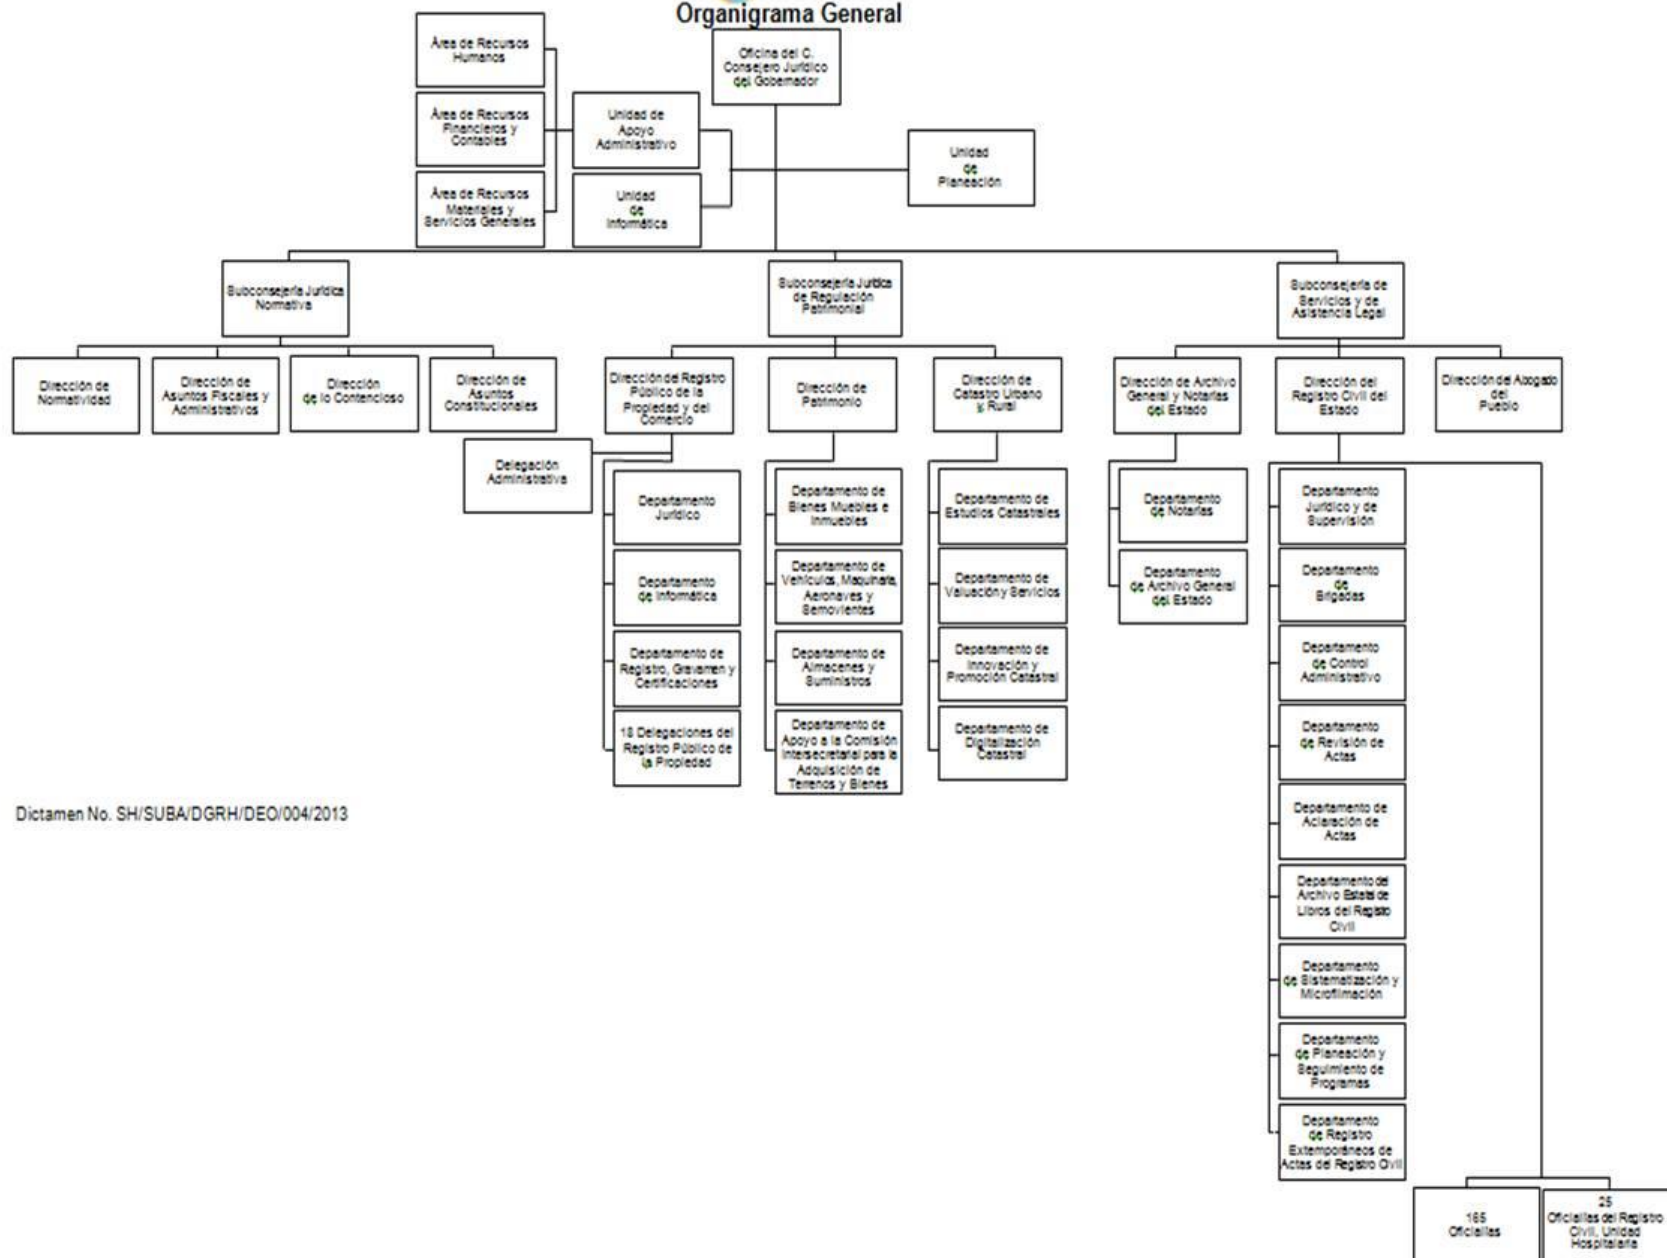 Organigrama General
Área de Recursos
Humanos
Oficina del C.
Consejero Jurídico
del Gobernador
Área de Recursos
Financieros y
Contables
Unidad de
Apoyo
Administrativo
Unidad
de
Planeación
Área de Recursos
Materiales y
Servicios Generales
Unidad
de
Informática
Subconsejería Jurídica
Normativa
Subconsejería Jurídica
de Regulación
Patrimonial
Subconsejería de
Servicios y de
Asistencia Legal
Dirección de
Normatividad
Dirección de
Asuntos Fiscales y
Administrativos
Dirección
de lo Contencioso
Dirección de
Asuntos
Constitucionales
Dirección del Registro
Público de la
Propiedad y del
Comercio
Dirección de
Patrimonio
Dirección de
Catastro Urbano
y Rural
Dirección de Archivo
General y Notarías
del Estado
Dirección del
Registro Civil del
Estado
Dirección del Abogado
del
Pueblo
Delegación
Administrativa
Departamento
Jurídico
Departamento
de Informática
Departamento de
Registro, Gravamen y
Certificaciones
18 Delegaciones del
Registro Público de
la Propiedad
Departamento de
Bienes Muebles e
Inmuebles
Departamento de
Vehículos, Maquinaria,
Aeronaves y
Semovientes
Departamento de
Almacenes y
Suministros
Departamento de
Apoyo a la Comisión
Intersecretarial para la
Adquisición de
Terrenos y Bienes
Departamento de
Estudios Catastrales
Departamento de
Valuación y Servicios
Departamento de
Innovación y
Promoción Catastral
Departamento de
Digitalización
Catastral
Departamento
de Notarías
Departamento
de Archivo General
del Estado
Departamento
Jurídico y de
Supervisión
Departamento
de
Brigadas
Departamento
de Control
Administrativo
Departamento
de Revisión de
Actas
Departamento de
Aclaración de
Actas
Departamento del
Archivo Estatal de
Libros del Registro
Civil
Departamento
de Sistematización y
Microfilmación
Departamento
de Planeación y
Seguimiento de
Programas
Departamento
de Registro
Extemporáneos de
Actas del Registro Civil
165
Oficialías
25
Oficialías del Registro
Civil, Unidad
Hospitalaria
Dictamen No. SH/SUBA/DGRH/DEO/004/2013